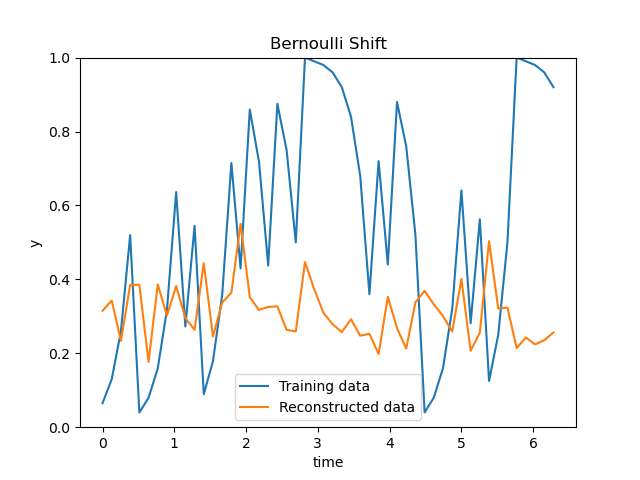 Bernoulli Shift
1.0
0.8
0.6
0.4
0.2
0.0
y
Training data
Reconstructed data
0 1 2 3 4 5 6
time